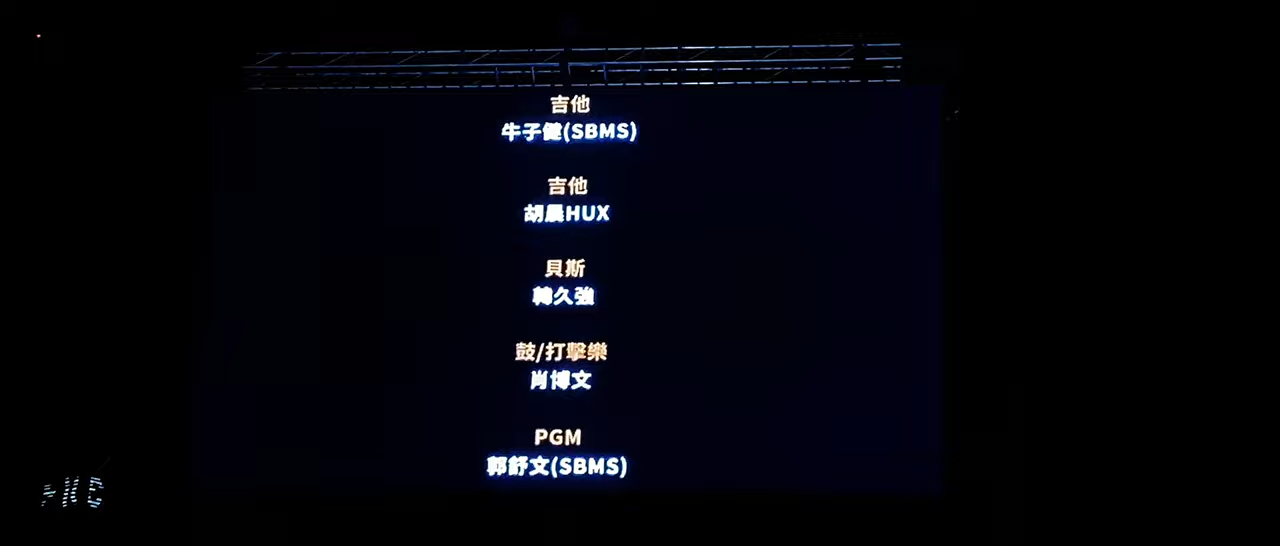 吉他
牛子健(SBMS)
吉他
胡晨HUX
貝斯
韓久強
鼓/打擊樂
肖博文
PGM
郭舒文(SBMS)